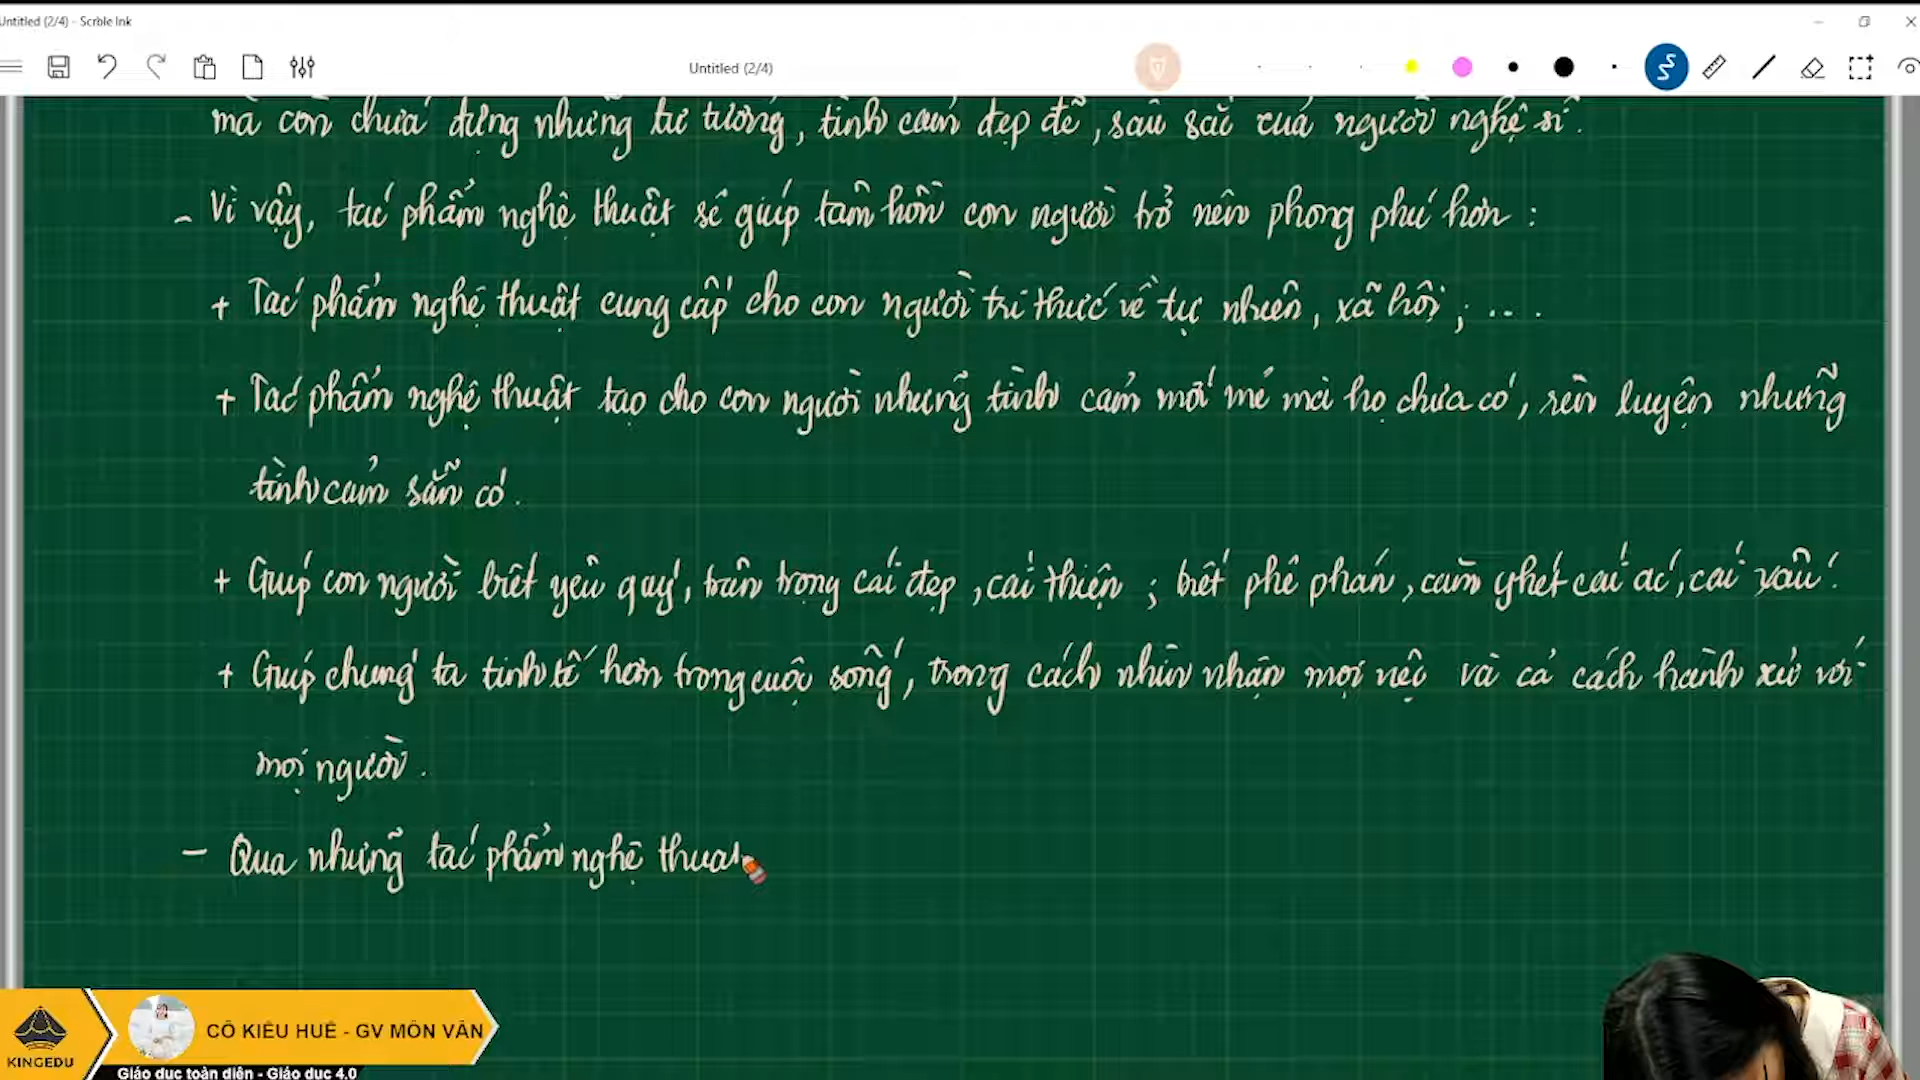 Untitled (2/4) - Scrble Ink
Untitled (2/4)
mà còn chứa đựng những tư tưởng, tình cảm đẹp đẽ, sâu sắc của người nghệ sĩ.
- Vì vậy, tác phẩm nghệ thuật sẽ giúp tâm hồn con người trở nên phong phú hơn :
+ Tác phẩm nghệ thuật cung cấp cho con người tri thức về tự nhiên, xã hội ; ....
+ Tác phẩm nghệ thuật tạo cho con người những tình cảm mới mẻ mà họ chưa có, rèn luyện những
tình cảm sẵn có.
+ Giúp con người biết yêu quý, trân trọng cái đẹp, cái thiện ; biết phê phán, căm ghét cái ác, cái xấu.
+ Giúp chúng ta tinh tế hơn trong cuộc sống, trong cách nhìn nhận mọi việc và cả cách hành xử với
mọi người.
- Qua những tác phẩm nghệ thua
CÔ KIỀU HUẾ - GV MÔN VĂN
KINGEDU
Giáo dục toàn diện - Giáo dục 4.0